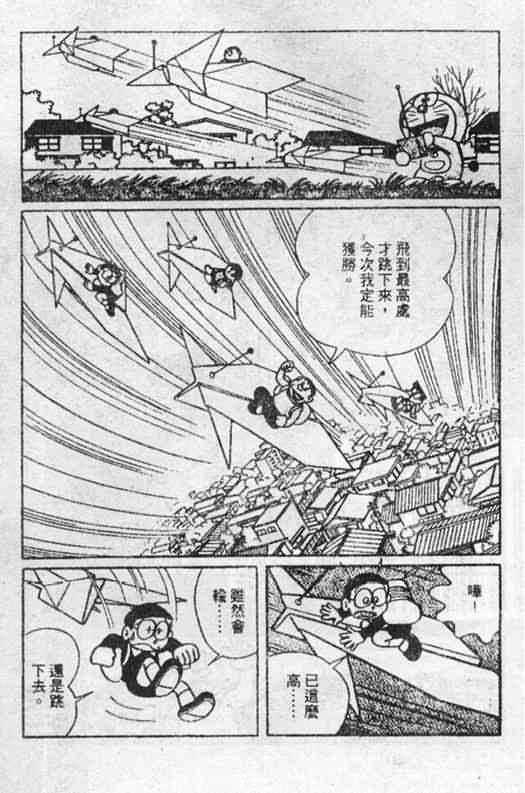 飛到最高處
才跳下來，
今次我定能
獲勝。
嘩！
已這麼
高……
雖然會
輸……
還是跳
下去。